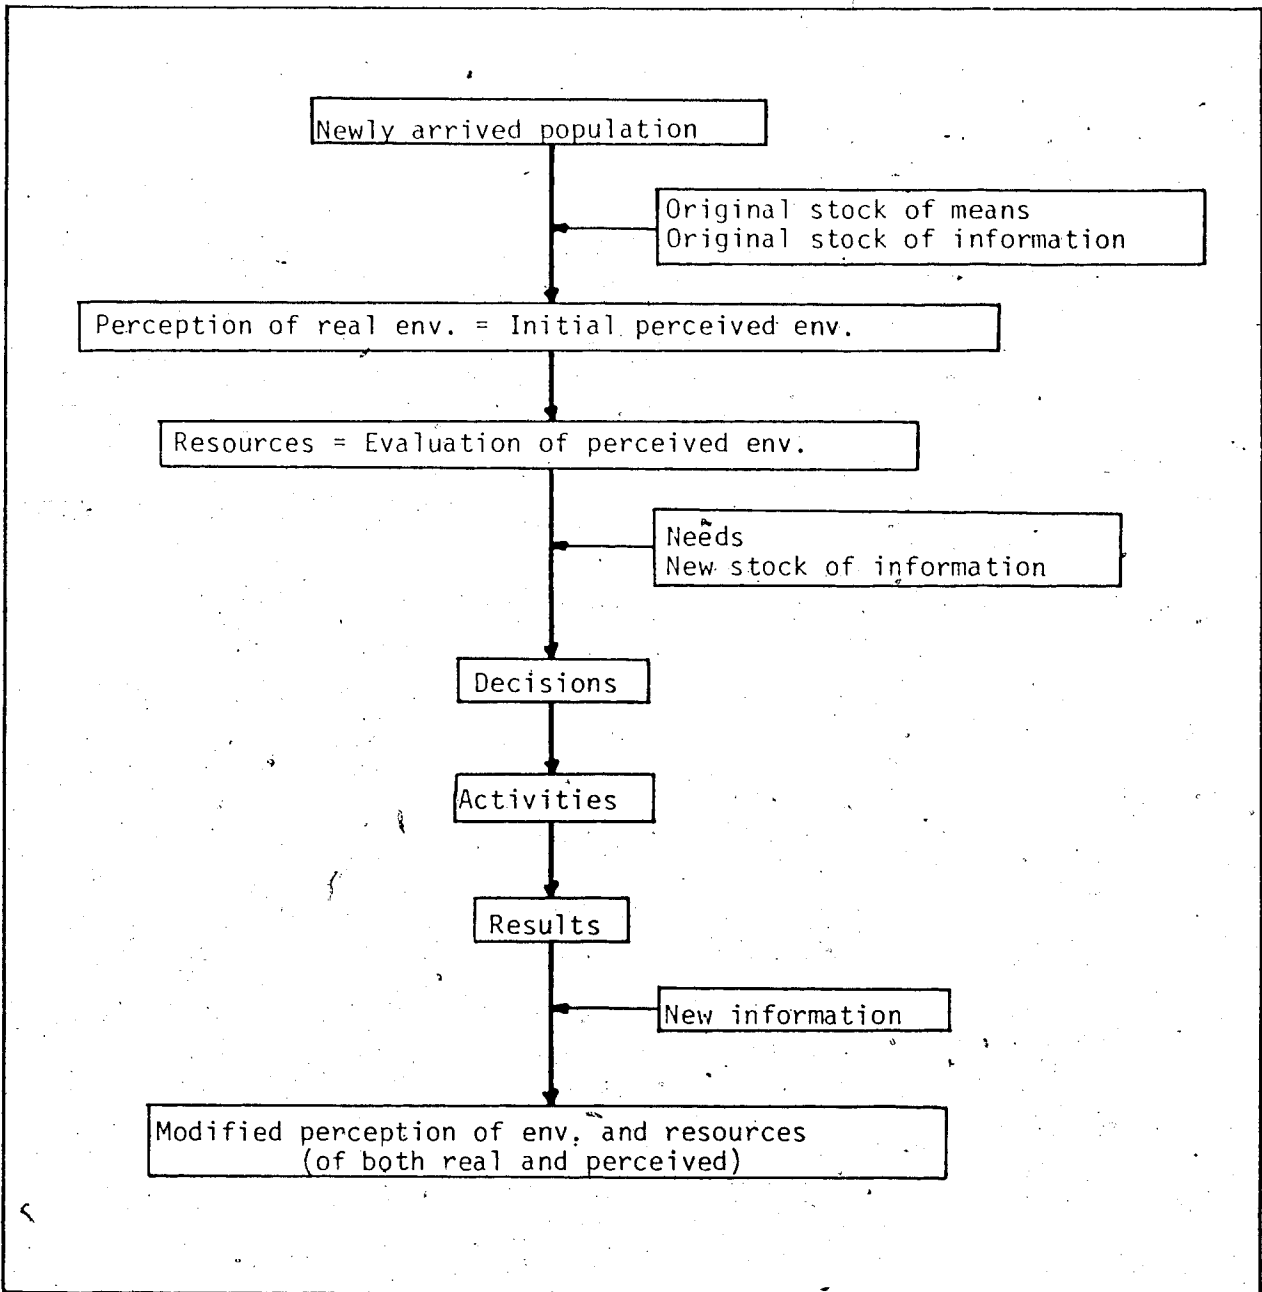 Newly arrived population
Original stock of means
Original stock of information
Perception of real env. = Initial perceived env.
Resources = Evaluation of perceived env.
Needs
New stock of information
Decisions
Activities
Results
New information
Modified perception of env. and resources
(of both real and perceived)